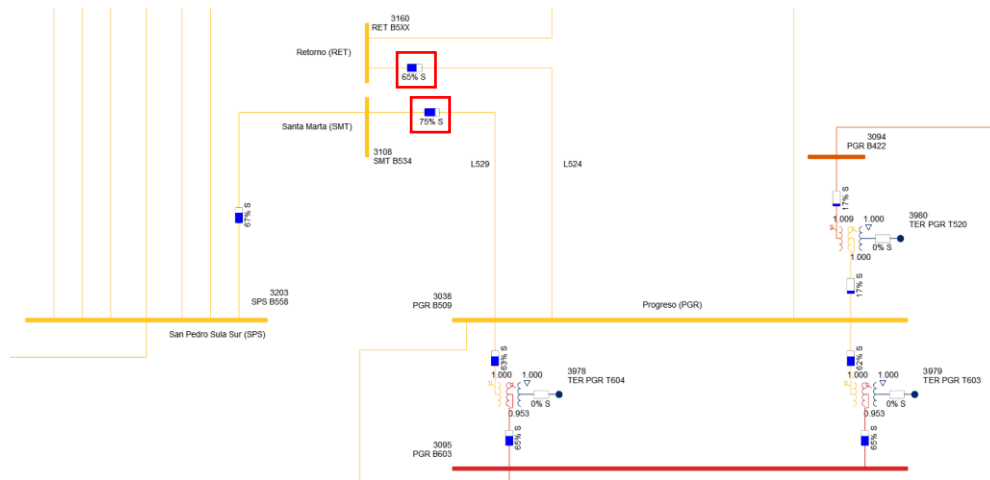 3160
RET B5XX
Retorno (RET)
65% S
75% S
Santa Marta (SMT)
3108
SMT B534
L529
L524
3094
PGR B422
67% S
17% S
1.009
1.000
3980
TER PGR T520
0% S
1.000
17% S
3203
SPS B558
San Pedro Sula Sur (SPS)
3038
PGR B509
Progreso (PGR)
63% S
1.000
1.000
3978
TER PGR T604
0% S
0.953
65% S
62% S
1.000
1.000
3979
TER PGR T603
0% S
0.953
65% S
3095
PGR B603